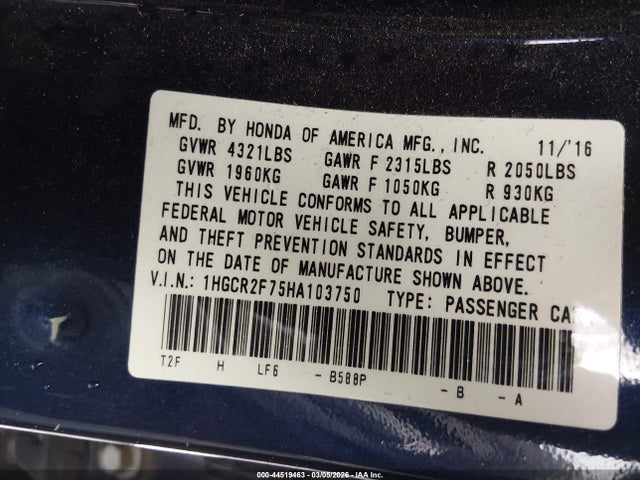 MFD. BY HONDA OF AMERICA MFG., INC. 11/'16
GVWR 4321LBS GAWR F 2315LBS R 2050LBS
GVWR 1960KG GAWR F 1050KG R 930KG
THIS VEHICLE CONFORMS TO ALL APPLICABLE
FEDERAL MOTOR VEHICLE SAFETY, BUMPER,
AND THEFT PREVENTION STANDARDS IN EFFECT
ON THE DATE OF MANUFACTURE SHOWN ABOVE.
V.I.N.: 1HGCR2F75HA103750 TYPE: PASSENGER CAR
T2F H LF6 -B588P -B -A
000-44519463 - 03/05/2026 - IAA Inc.